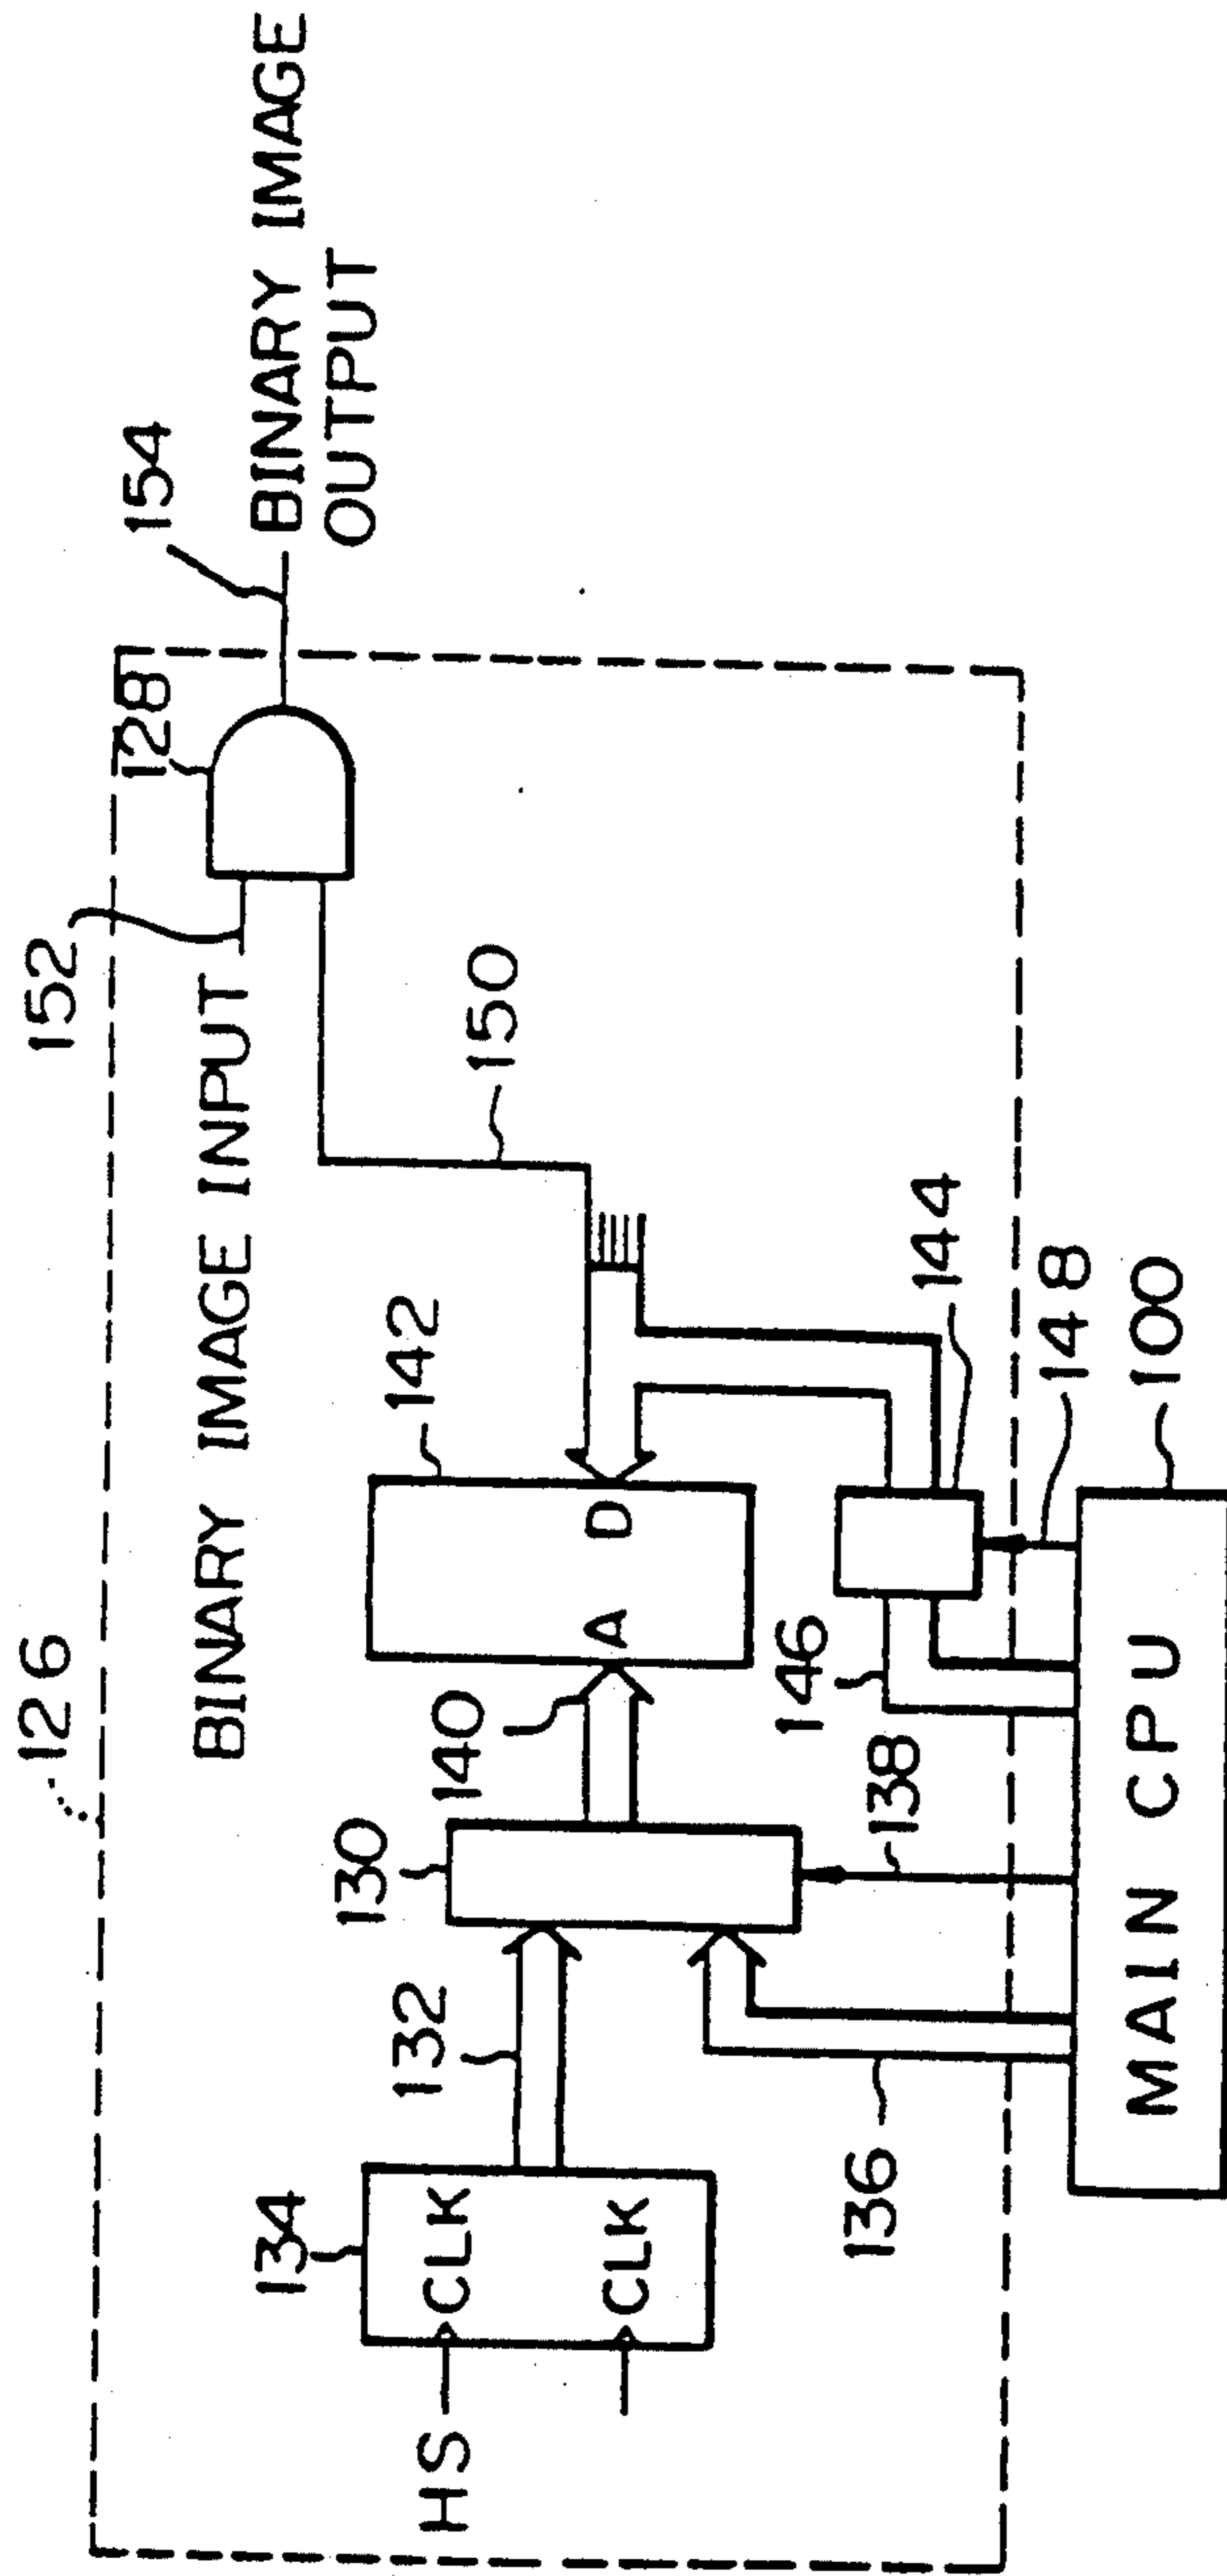 126
152
154
BINARY IMAGE INPUT
128
BINARY IMAGE
OUTPUT
134
132
130
140
142
150
HS
CLK
CLK
A
D
136
138
146
144
148
MAIN CPU
100